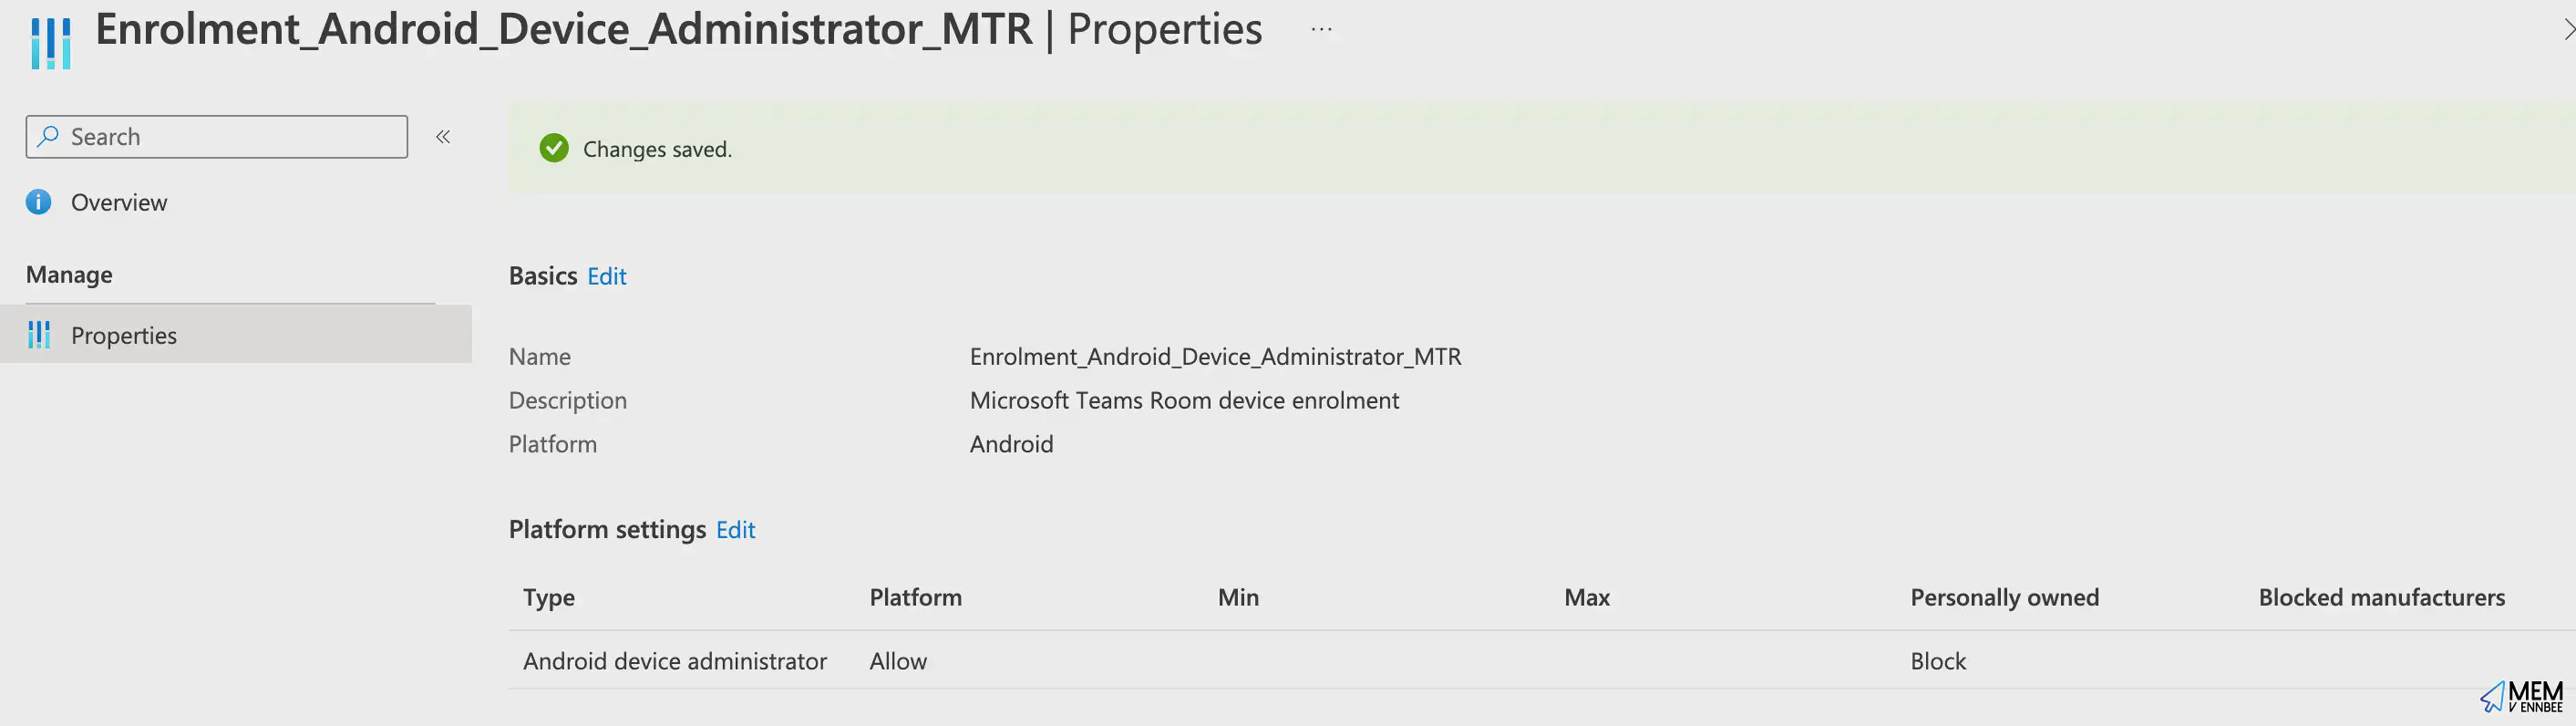 Enrolment_Android_Device_Administrator_MTR | Properties ...
Search
Overview
Manage
Properties
Changes saved.
Basics Edit
Name Enrolment_Android_Device_Administrator_MTR
Description Microsoft Teams Room device enrolment
Platform Android
Platform settings Edit
Type Platform Min Max Personally owned Blocked manufacturers
Android device administrator Allow Block
MEM
V ENNBEE